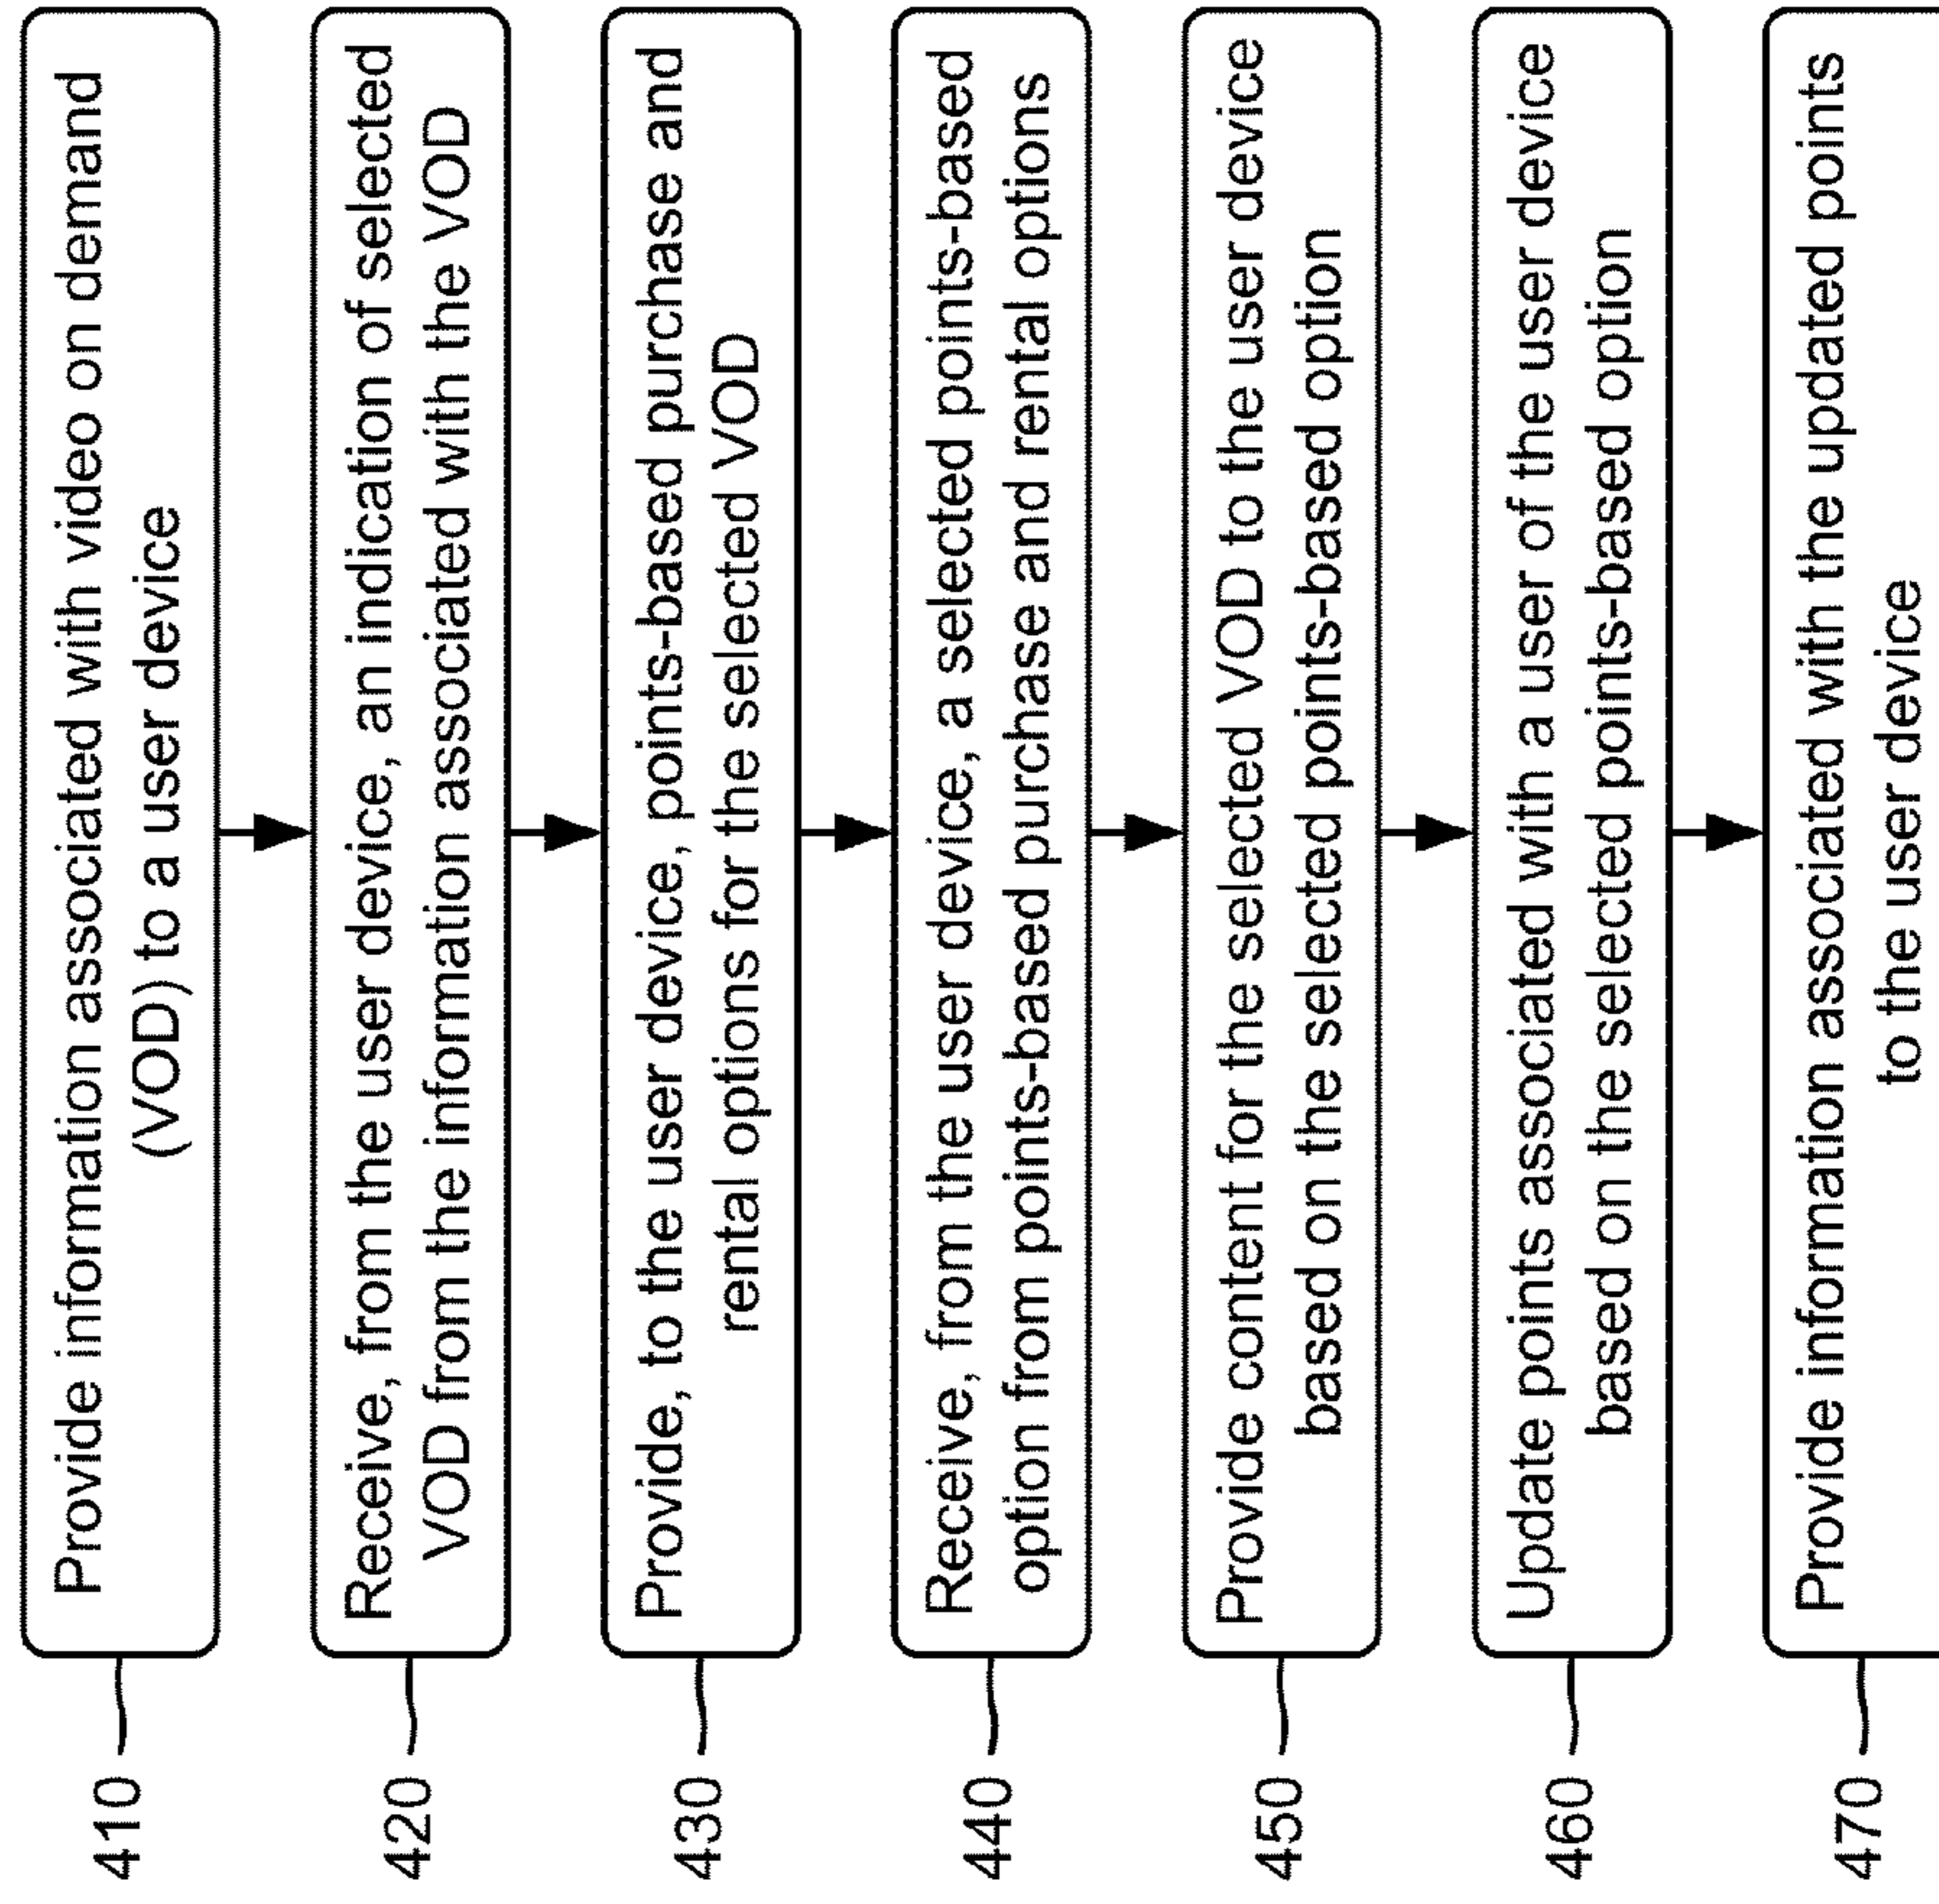 410
Provide information associated with video on demand
(VOD) to a user device
420
Receive, from the user device, an indication of selected
VOD from the information associated with the VOD
430
Provide, to the user device, points-based purchase and
rental options for the selected VOD
440
Receive, from the user device, a selected points-based
option from points-based purchase and rental options
450
Provide content for the selected VOD to the user device
based on the selected points-based option
460
Update points associated with a user of the user device
based on the selected points-based option
470
Provide information associated with the updated points
to the user device